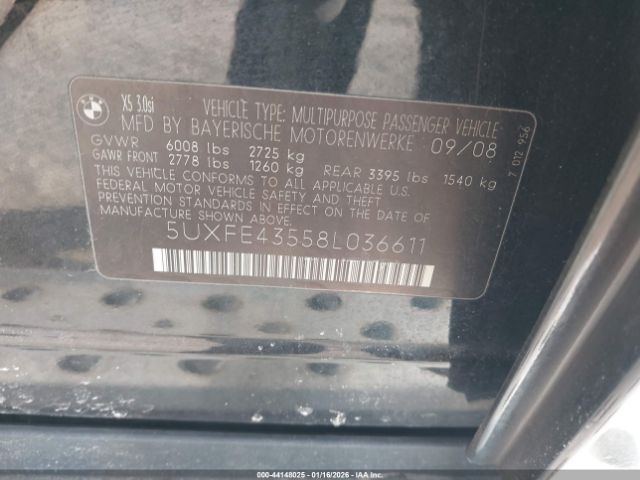 BMW
X5 3.0si
VEHICLE TYPE: MULTIPURPOSE PASSENGER VEHICLE
MFD BY BAYERISCHE MOTORENWERKE 09/08
GVWR 6008 lbs 2725 kg
GAWR FRONT 2778 lbs 1260 kg REAR 3395 lbs 1540 kg
THIS VEHICLE CONFORMS TO ALL APPLICABLE U.S.
FEDERAL MOTOR VEHICLE SAFETY AND THEFT
PREVENTION STANDARDS IN EFFECT ON THE DATE
OF MANUFACTURE SHOWN ABOVE.
5UXFE43558L036611
7 012 956
000-44148025 - 01/16/2026 - IAA Inc.